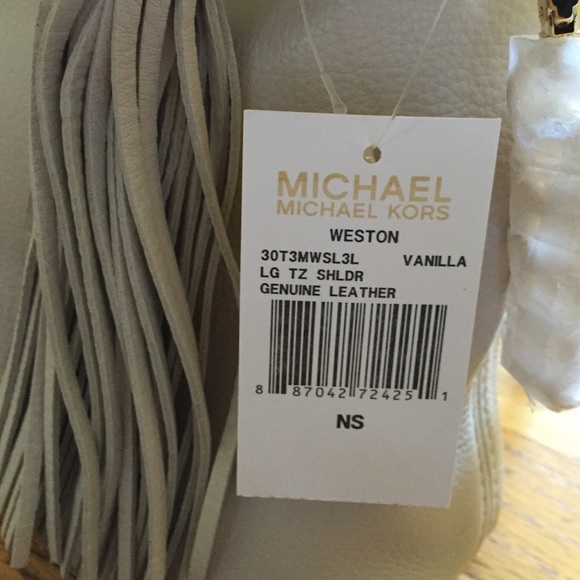 MICHAEL
MICHAEL KORS
WESTON
30T3MWSL3L VANILLA
LG TZ SHLDR
GENUINE LEATHER
8 87042 72425 1
NS